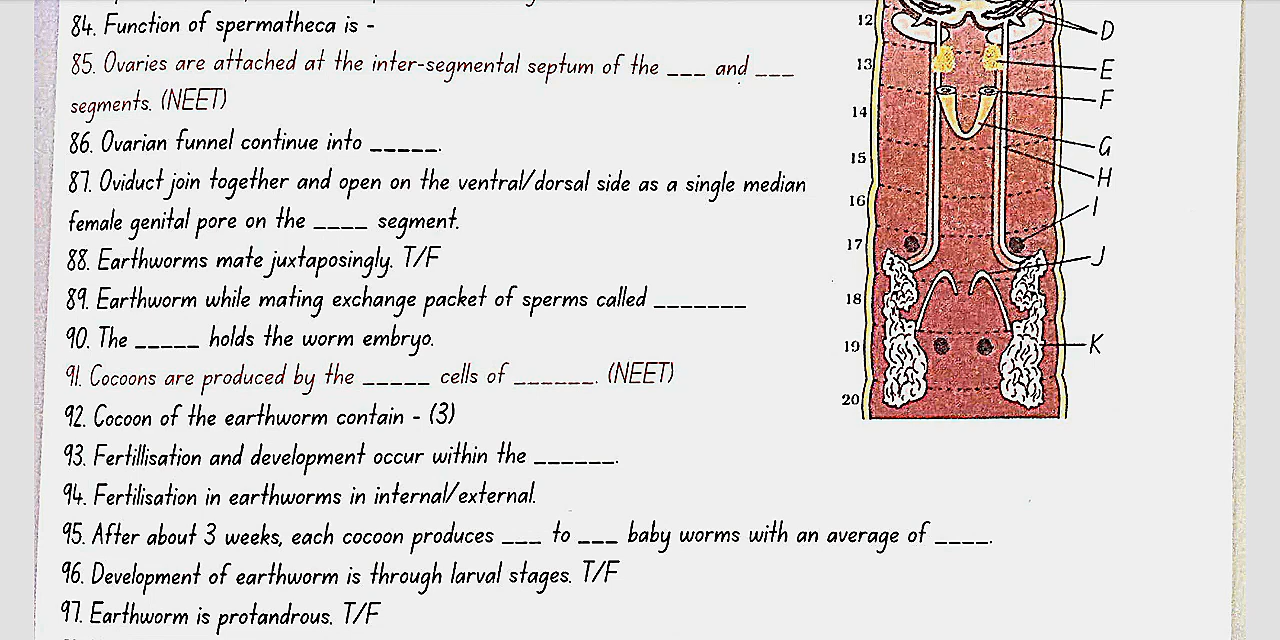 84. Function of spermatheca is -
85. Ovaries are attached at the inter-segmental septum of the ___ and ___
segments. (NEET)
86. Ovarian funnel continue into _____.
87. Oviduct join together and open on the ventral/dorsal side as a single median
female genital pore on the ____ segment.
88. Earthworms mate juxtaposingly. T/F
89. Earthworm while mating exchange packet of sperms called _______
90. The _____ holds the worm embryo.
91. Cocoons are produced by the _____ cells of ______. (NEET)
92. Cocoon of the earthworm contain - (3)
93. Fertillisation and development occur within the ______.
94. Fertilisation in earthworms in internal/external.
95. After about 3 weeks, each cocoon produces ___ to ___ baby worms with an average of ____.
96. Development of earthworm is through larval stages. T/F
97. Earthworm is protandrous. T/F
12
13
14
15
16
17
18
19
20
D
E
F
G
H
I
J
K